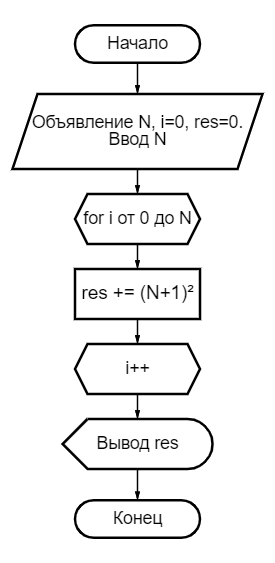 Начало
Объявление N, i=0, res=0.
Ввод N
for i от 0 до N
res += (N+1)²
i++
Вывод res
Конец